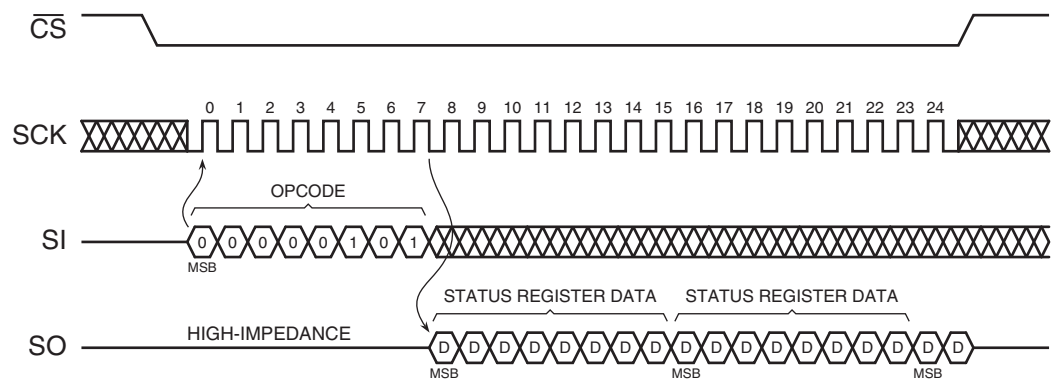 CS
0 1 2 3 4 5 6 7 8 9 10 11 12 13 14 15 16 17 18 19 20 21 22 23 24
SCK
OPCODE
SI 0 0 0 0 0 1 0 1
MSB
STATUS REGISTER DATA STATUS REGISTER DATA
HIGH-IMPEDANCE
SO D D D D D D D D D D D D D D D D D D
MSB MSB MSB